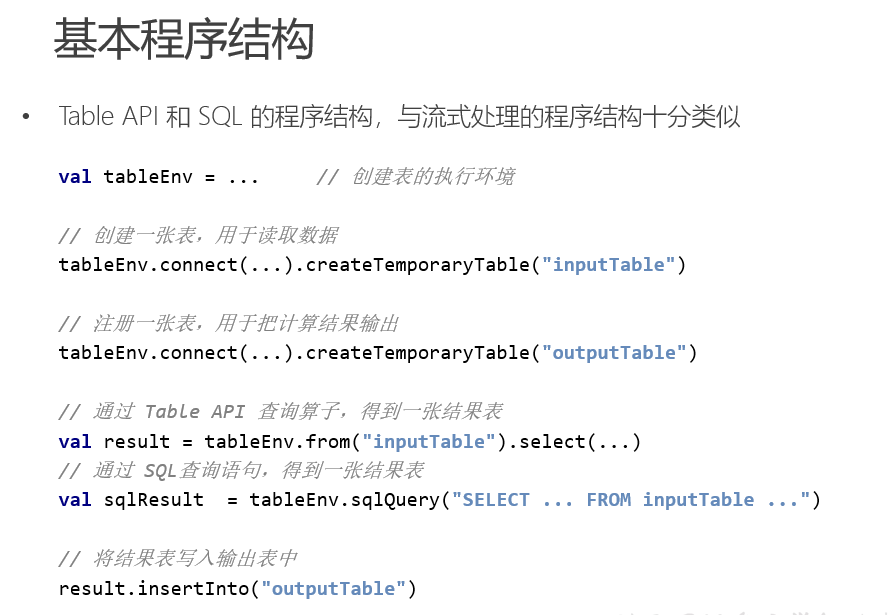 基本程序结构
• Table API 和 SQL 的程序结构，与流式处理的程序结构十分类似
val tableEnv = ...     // 创建表的执行环境
// 创建一张表，用于读取数据
tableEnv.connect(...).createTemporaryTable("inputTable")
// 注册一张表，用于把计算结果输出
tableEnv.connect(...).createTemporaryTable("outputTable")
// 通过 Table API 查询算子，得到一张结果表
val result = tableEnv.from("inputTable").select(...)
// 通过 SQL查询语句，得到一张结果表
val sqlResult  = tableEnv.sqlQuery("SELECT ... FROM inputTable ...")
// 将结果表写入输出表中
result.insertInto("outputTable")